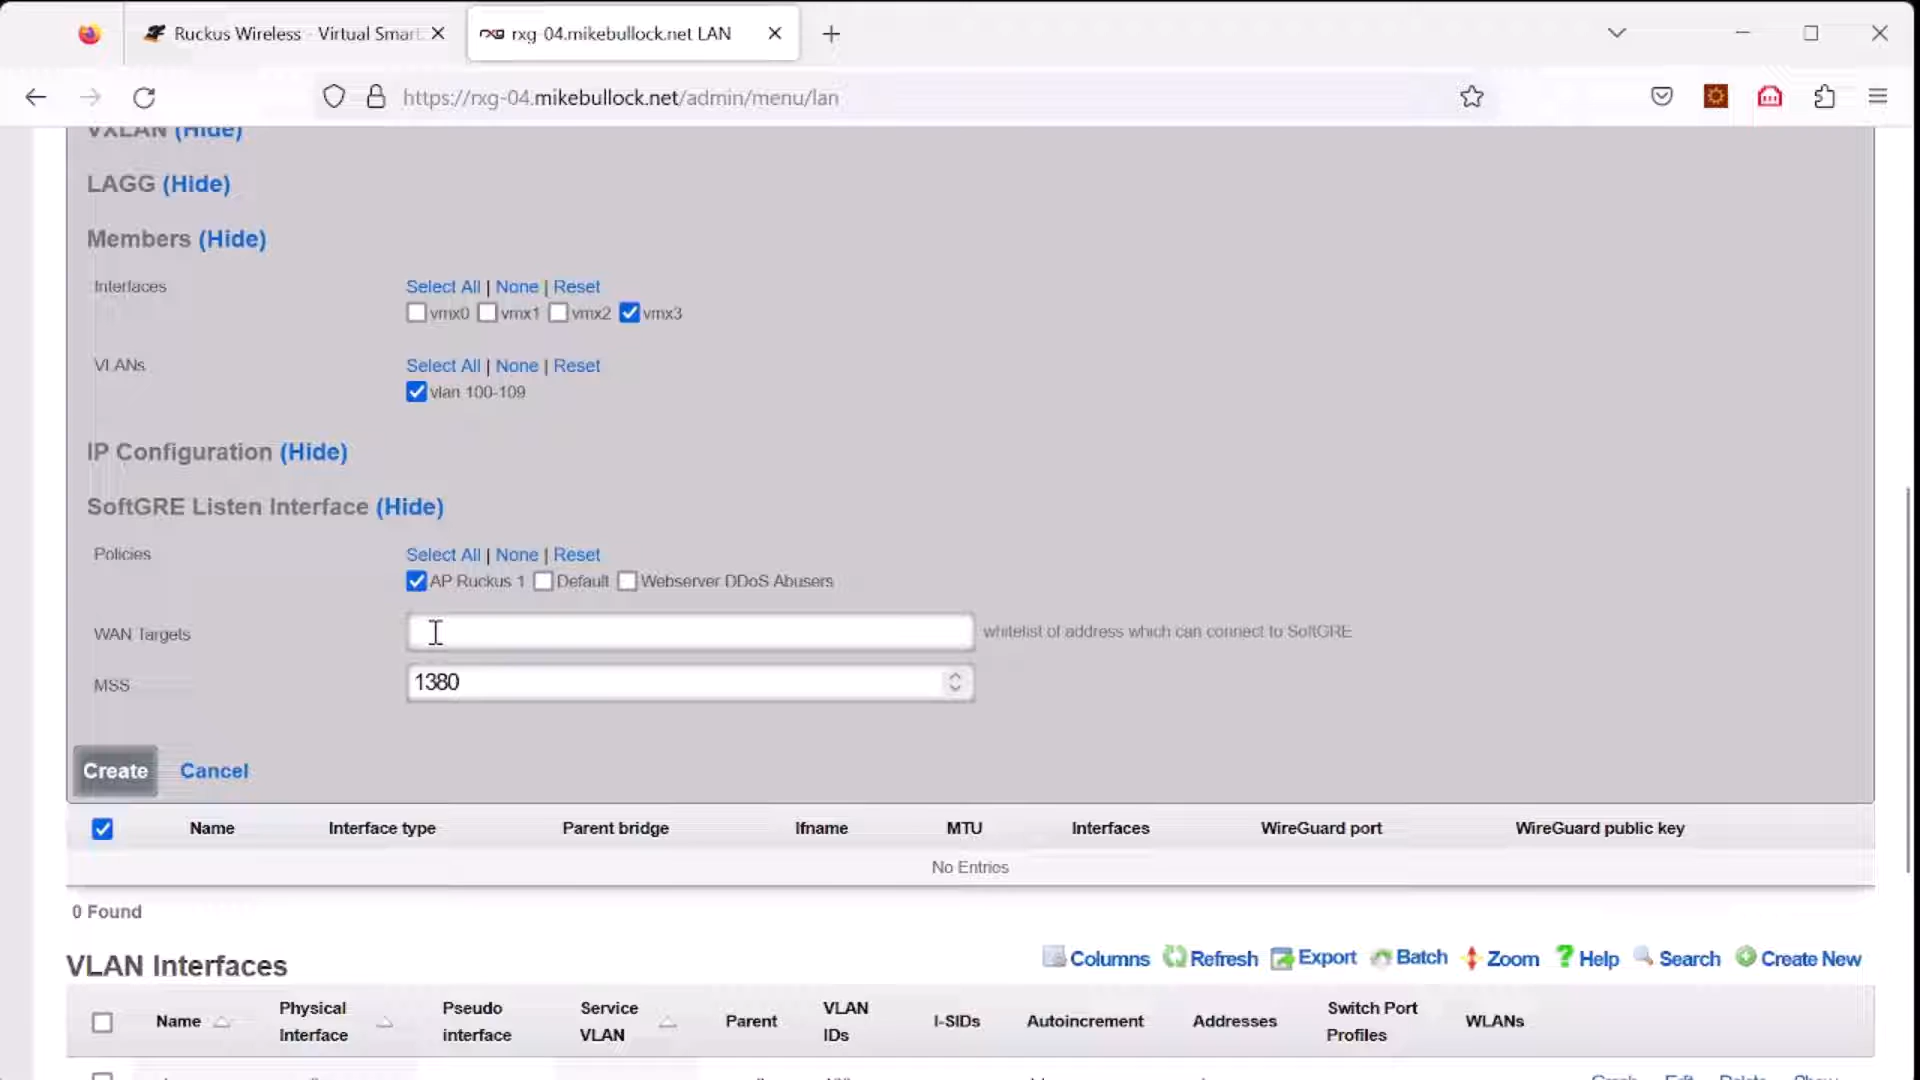 Ruckus Wireless - Virtual Smart
rxg-04.mikebullock.net LAN
https://rxg-04.mikebullock.net/admin/menu/lan
VXLAN (Hide)
LAGG (Hide)
Members (Hide)
Interfaces
Select All | None | Reset
vmx0 vmx1 vmx2 vmx3
VLANs
Select All | None | Reset
vlan 100-109
IP Configuration (Hide)
SoftGRE Listen Interface (Hide)
Policies
Select All | None | Reset
AP Ruckus 1 Default Webserver DDoS Abusers
WAN Targets
whitelist of address which can connect to SoftGRE
MSS
1380
Create Cancel
Name Interface type Parent bridge Ifname MTU Interfaces WireGuard port WireGuard public key
No Entries
0 Found
VLAN Interfaces
Columns Refresh Export Batch Zoom Help Search Create New
Name Physical Interface Pseudo interface Service VLAN Parent VLAN IDs I-SIDs Autoincrement Addresses Switch Port Profiles WLANs